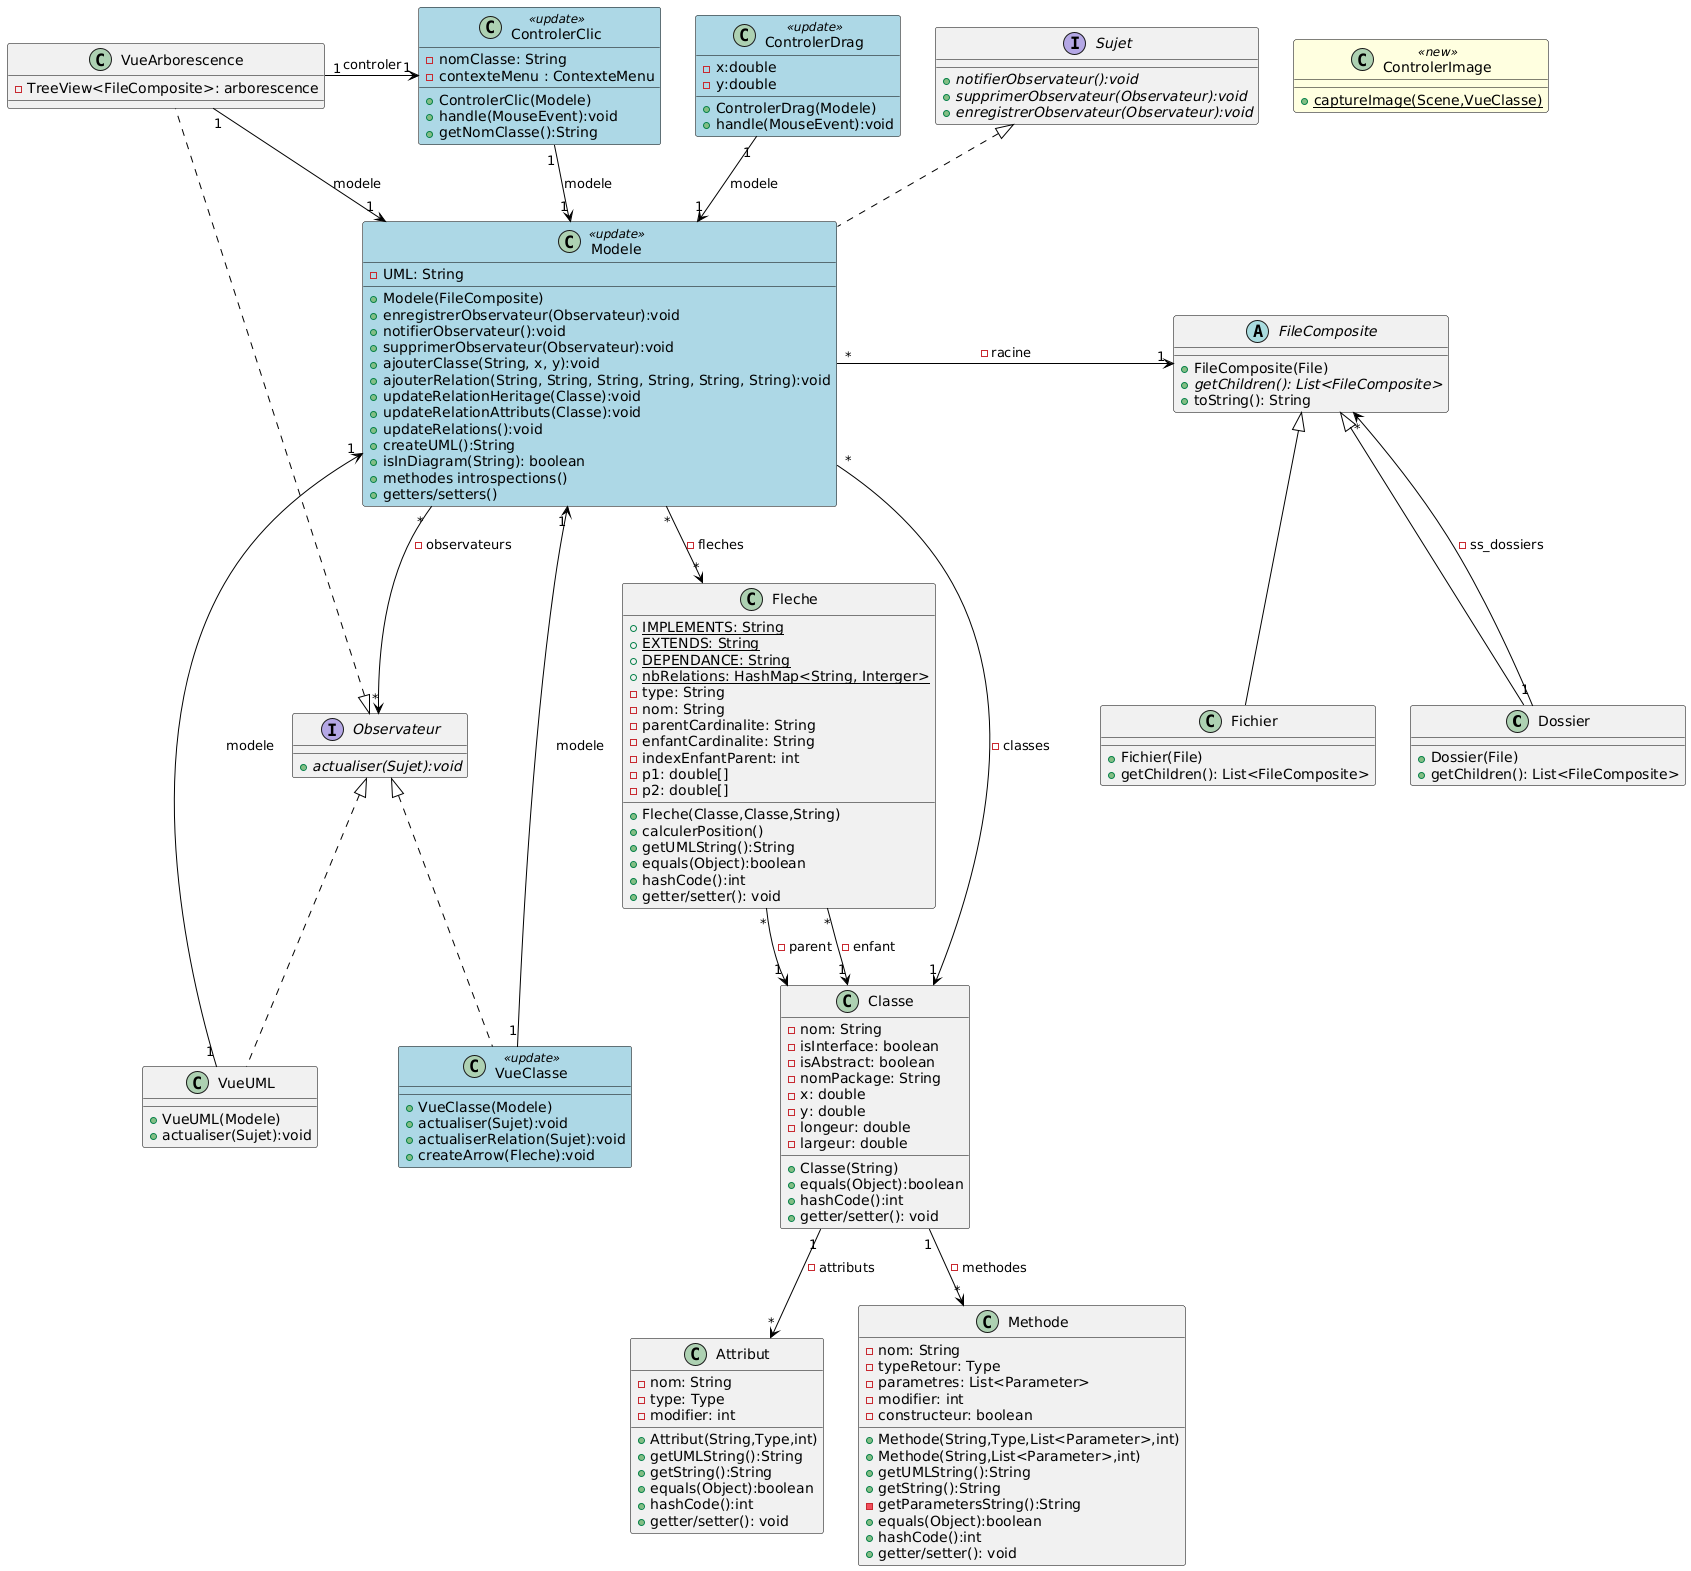 C VueArborescence
TreeView<FileComposite>: arborescence
1 controler 1
C «update»
ControlerClic
nomClasse: String
contexteMenu : ContexteMenu
ControlerClic(Modele)
handle(MouseEvent):void
getNomClasse():String
C «update»
ControlerDrag
x:double
y:double
ControlerDrag(Modele)
handle(MouseEvent):void
I Sujet
notifierObservateur():void
supprimerObservateur(Observateur):void
enregistrerObservateur(Observateur):void
C «new»
ControlerImage
captureImage(Scene,VueClasse)
1
modele
1
1
modele
1
1
modele
1
C «update»
Modele
UML: String
Modele(FileComposite)
enregistrerObservateur(Observateur):void
notifierObservateur():void
supprimerObservateur(Observateur):void
ajouterClasse(String, x, y):void
ajouterRelation(String, String, String, String, String, String):void
updateRelationHeritage(Classe):void
updateRelationAttributs(Classe):void
updateRelations():void
createUML():String
isInDiagram(String): boolean
methodes introspections()
getters/setters()
* racine 1
A FileComposite
FileComposite(File)
getChildren(): List<FileComposite>
toString(): String
1
*
observateurs
*
1
*
fleches
*
*
classes
1
*
ss_dossiers
1
C Fleche
IMPLEMENTS: String
EXTENDS: String
DEPENDANCE: String
nbRelations: HashMap<String, Interger>
type: String
nom: String
parentCardinalite: String
enfantCardinalite: String
indexEnfantParent: int
p1: double[]
p2: double[]
Fleche(Classe,Classe,String)
calculerPosition()
getUMLString():String
equals(Object):boolean
hashCode():int
getter/setter(): void
modele
1
I Observateur
actualiser(Sujet):void
modele
1
C Fichier
Fichier(File)
getChildren(): List<FileComposite>
C Dossier
Dossier(File)
getChildren(): List<FileComposite>
*
parent
1
*
enfant
1
C VueUML
VueUML(Modele)
actualiser(Sujet):void
C «update»
VueClasse
VueClasse(Modele)
actualiser(Sujet):void
actualiserRelation(Sujet):void
createArrow(Fleche):void
C Classe
nom: String
isInterface: boolean
isAbstract: boolean
nomPackage: String
x: double
y: double
longeur: double
largeur: double
Classe(String)
equals(Object):boolean
hashCode():int
getter/setter(): void
1
attributs
*
1
methodes
*
C Attribut
nom: String
type: Type
modifier: int
Attribut(String,Type,int)
getUMLString():String
getString():String
equals(Object):boolean
hashCode():int
getter/setter(): void
C Methode
nom: String
typeRetour: Type
parametres: List<Parameter>
modifier: int
constructeur: boolean
Methode(String,Type,List<Parameter>,int)
Methode(String,List<Parameter>,int)
getUMLString():String
getString():String
getParametersString():String
equals(Object):boolean
hashCode():int
getter/setter(): void